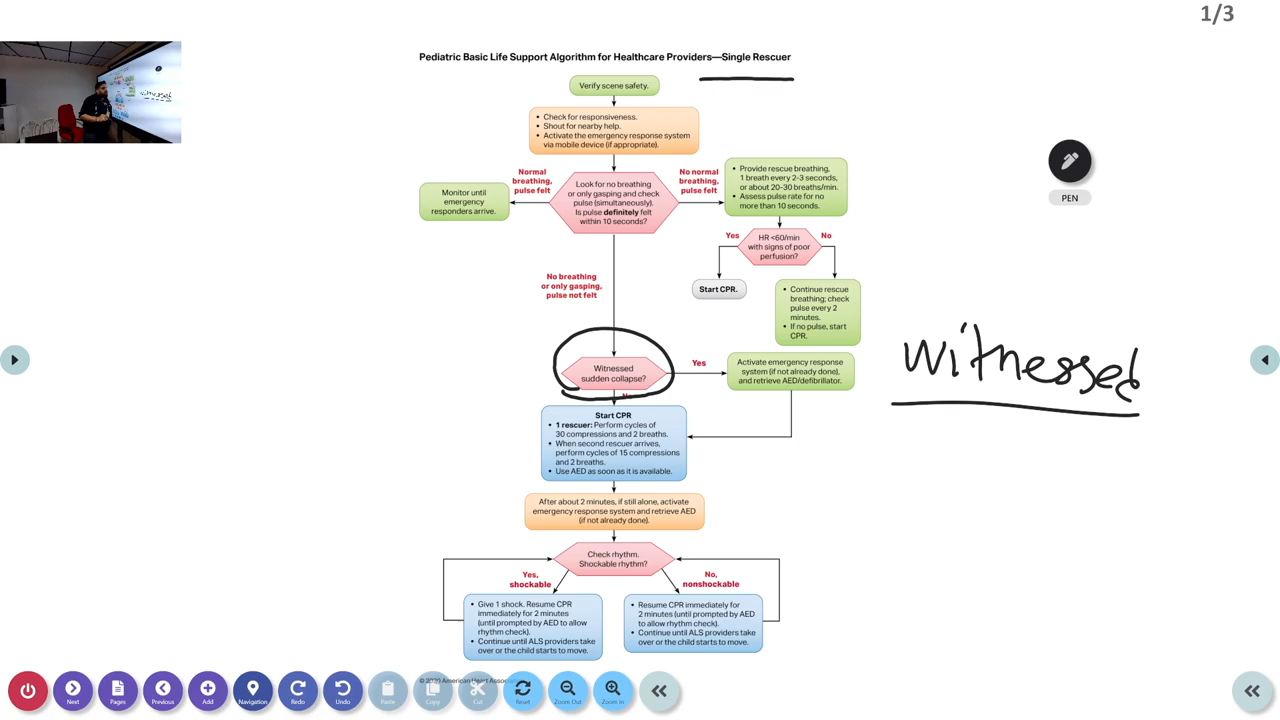 1/3
Pediatric Basic Life Support Algorithm for Healthcare Providers—Single Rescuer
Verify scene safety.
• Check for responsiveness.
• Shout for nearby help.
• Activate the emergency response system
via mobile device (if appropriate).
Normal
breathing,
pulse felt
Look for no breathing
or only gasping and check
pulse (simultaneously).
Is pulse definitely felt
within 10 seconds?
No normal
breathing,
pulse felt
Monitor until
emergency
responders arrive.
• Provide rescue breathing,
1 breath every 2-3 seconds,
or about 20-30 breaths/min.
• Assess pulse rate for no
more than 10 seconds.
PEN
Yes
HR <60/min
with signs of poor
perfusion?
No
Start CPR.
• Continue rescue
breathing; check
pulse every 2
minutes.
• If no pulse, start
CPR.
No breathing
or only gasping,
pulse not felt
Witnessed
sudden collapse?
Yes
Activate emergency response
system (if not already done),
and retrieve AED/defibrillator.
witnessed
Start CPR
• 1 rescuer: Perform cycles of
30 compressions and 2 breaths.
• When second rescuer arrives,
perform cycles of 15 compressions
and 2 breaths.
• Use AED as soon as it is available.
After about 2 minutes, if still alone, activate
emergency response system and retrieve AED
(if not already done).
Check rhythm.
Shockable rhythm?
Yes,
shockable
No,
nonshockable
• Give 1 shock. Resume CPR
immediately for 2 minutes
(until prompted by AED to allow
rhythm check).
• Continue until ALS providers take
over or the child starts to move.
• Resume CPR immediately for
2 minutes (until prompted by AED
to allow rhythm check).
• Continue until ALS providers take
over or the child starts to move.
© 2020 American Heart
Next
Pages
Previous
Add
Navigation
Redo
Undo
Paste
Copy
Cut
Reset
Zoom Out
Zoom In